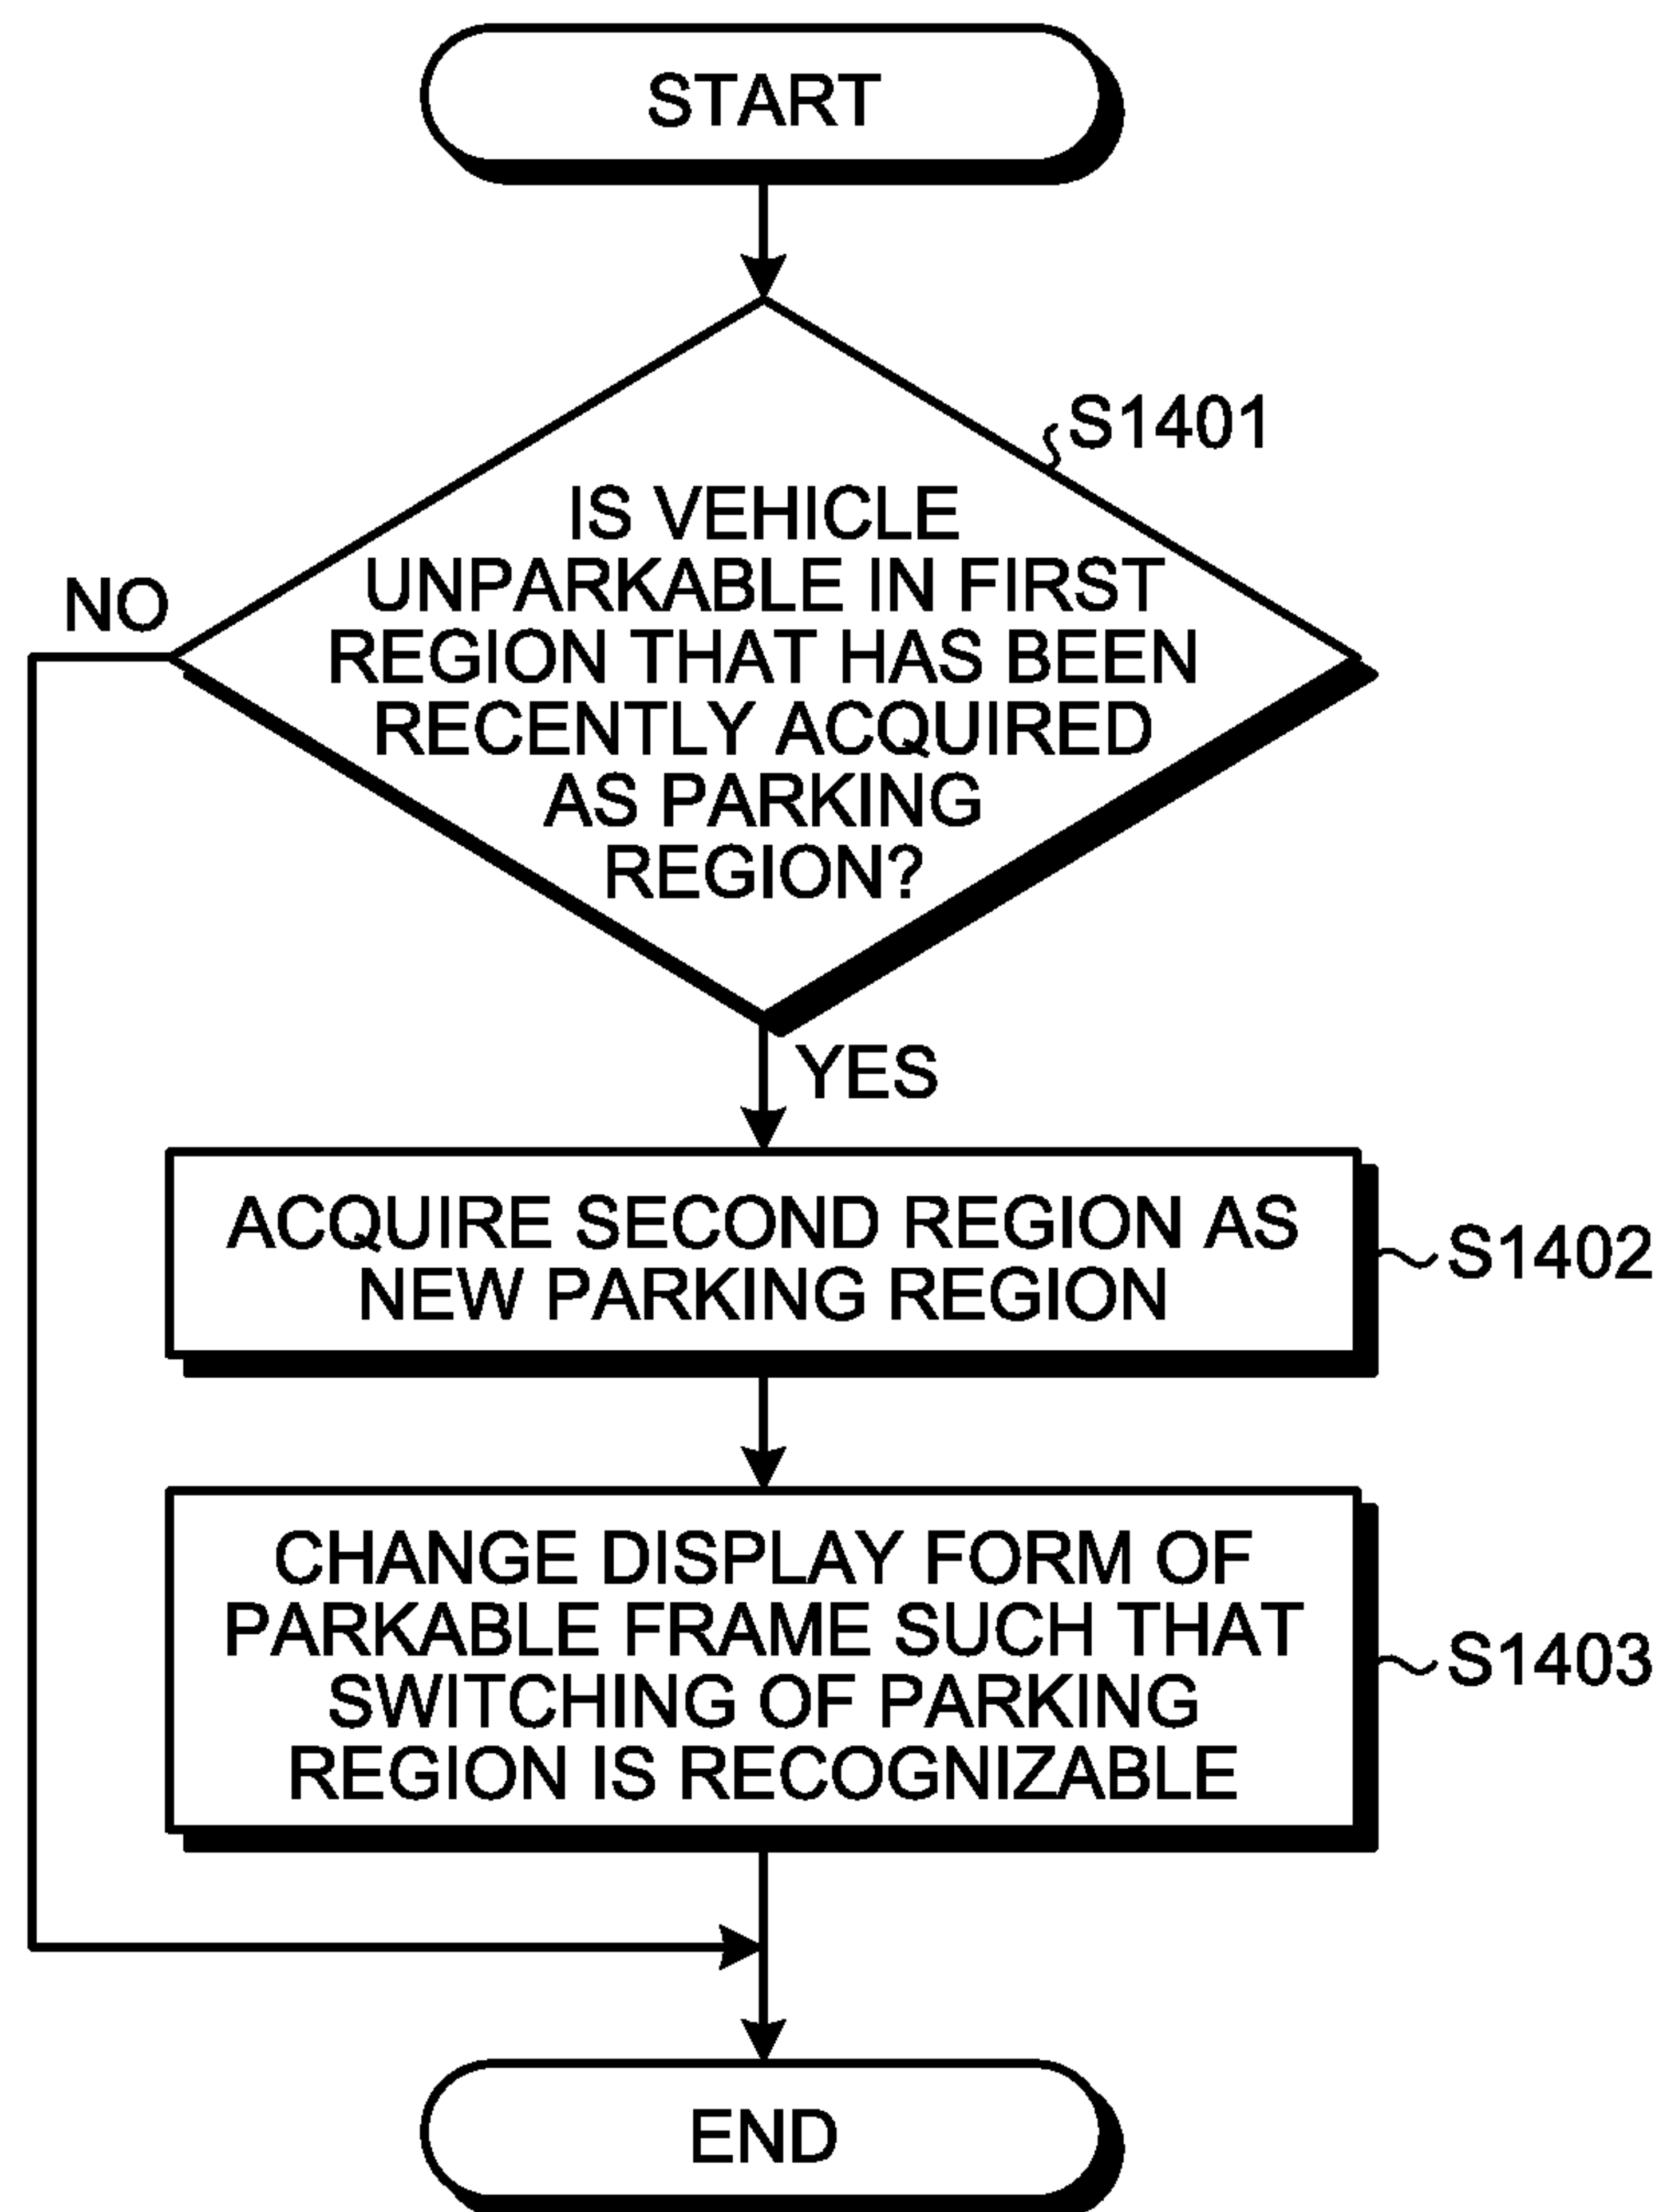 START
S1401
IS VEHICLE
UNPARKABLE IN FIRST
REGION THAT HAS BEEN
RECENTLY ACQUIRED
AS PARKING
REGION?
NO
YES
ACQUIRE SECOND REGION AS
NEW PARKING REGION
S1402
CHANGE DISPLAY FORM OF
PARKABLE FRAME SUCH THAT
SWITCHING OF PARKING
REGION IS RECOGNIZABLE
S1403
END